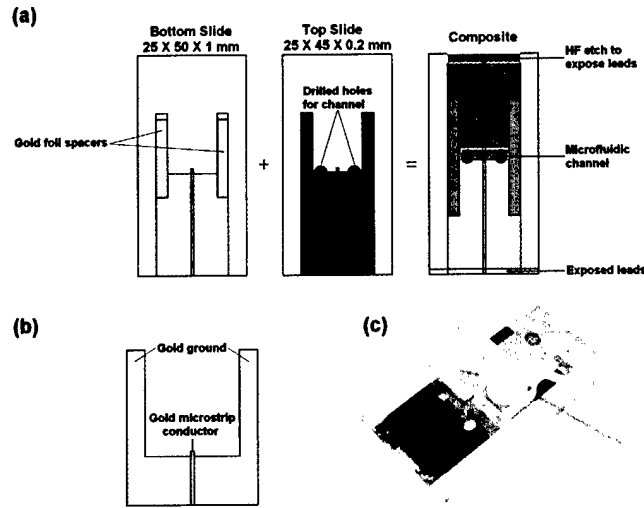 (a)
Bottom Slide
25 X 50 X 1 mm
Top Slide
25 X 45 X 0.2 mm
Composite
HF etch to
expose leads
Drilled holes
for channel
Gold foil spacers
+
=
Microfluidic
channel
Exposed leads
(b)
Gold ground
Gold microstrip
conductor
(c)